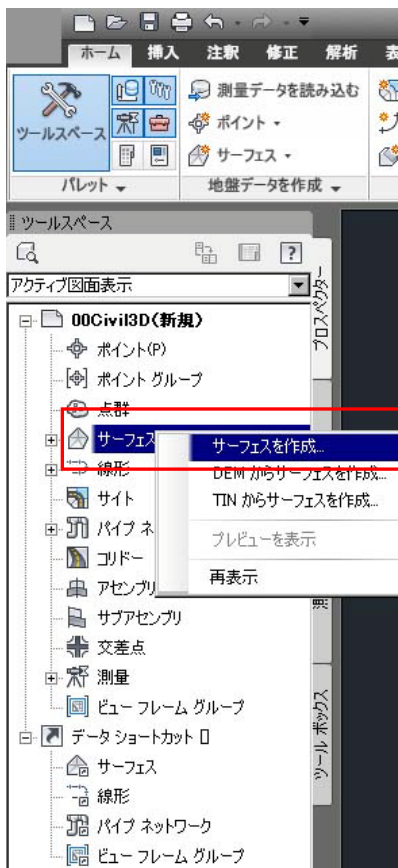 ホーム 挿入 注釈 修正 解析
ツールスペース
測量データを読み込む
ポイント
サーフェス
パレット 地盤データを作成
ツールスペース
アクティブ図面表示
プロスペクター
00Civil3D(新規)
ポイント(P)
ポイント グループ
点群
サーフェス
サーフェスを作成...
線形
DEM からサーフェスを作成...
サイト
TIN からサーフェスを作成...
パイプ ネ
プレビューを表示
コリドー
再表示
アセンブリ
サブアセンブリ
交差点
測量
ビュー フレーム グループ
ツール ボックス
データ ショートカット []
サーフェス
線形
パイプ ネットワーク
ビュー フレーム グループ